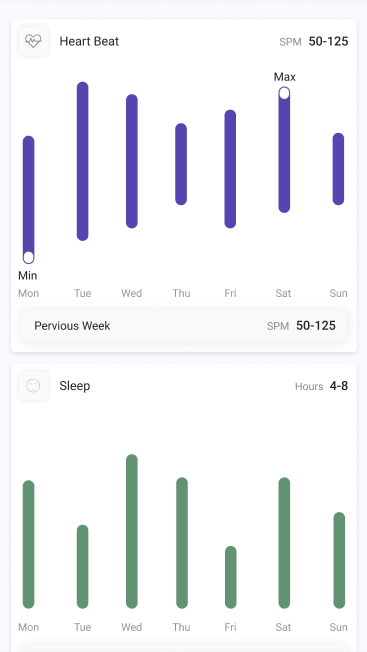 Heart Beat SPM 50-125
Max
Min
Mon Tue Wed Thu Fri Sat Sun
Pervious Week SPM 50-125
Sleep Hours 4-8
Mon Tue Wed Thu Fri Sat Sun